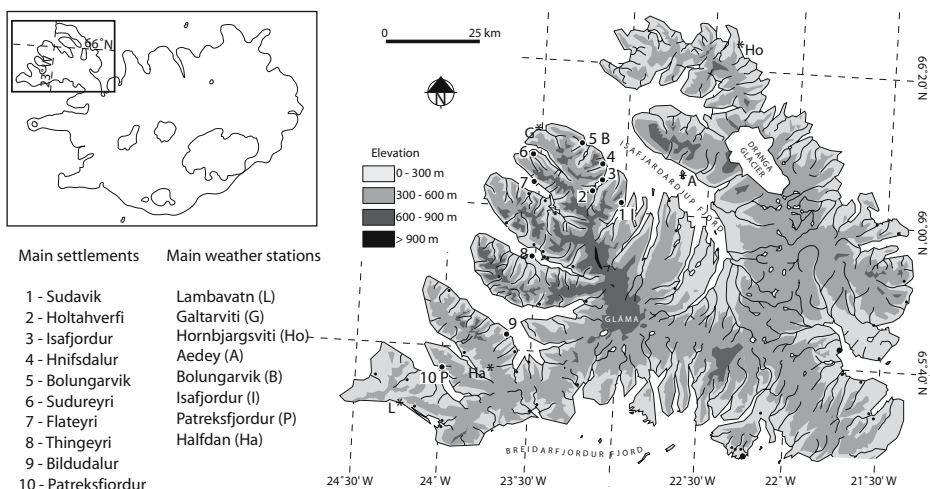 66°N
23°W
0 25 km
N
Elevation
0 - 300 m
300 - 600 m
600 - 900 m
> 900 m
Main settlements
1 - Sudavik
2 - Holtahverfi
3 - Isafjordur
4 - Hnifsdalur
5 - Bolungarvik
6 - Sudureyri
7 - Flateyri
8 - Thingeyri
9 - Bildudalur
10 - Patreksfjordur
Main weather stations
Lambavatn (L)
Galtarviti (G)
Hornbjargsviti (Ho)
Aedey (A)
Bolungarvik (B)
Isafjordur (I)
Patreksfjordur (P)
Halfdan (Ha)
*Ho
G*
5 B
6
4
3
7
2
1 I
*A
ISAFJARDARDJUP FJORD
DRANGA
GLACIER
8
GLÁMA
9
10 P
Ha*
L*
BREIDARFJORDUR FJORD
66°20' N
66°00' N
65°40' N
24°30' W
24° W
23°30' W
22°30' W
22° W
21°30' W